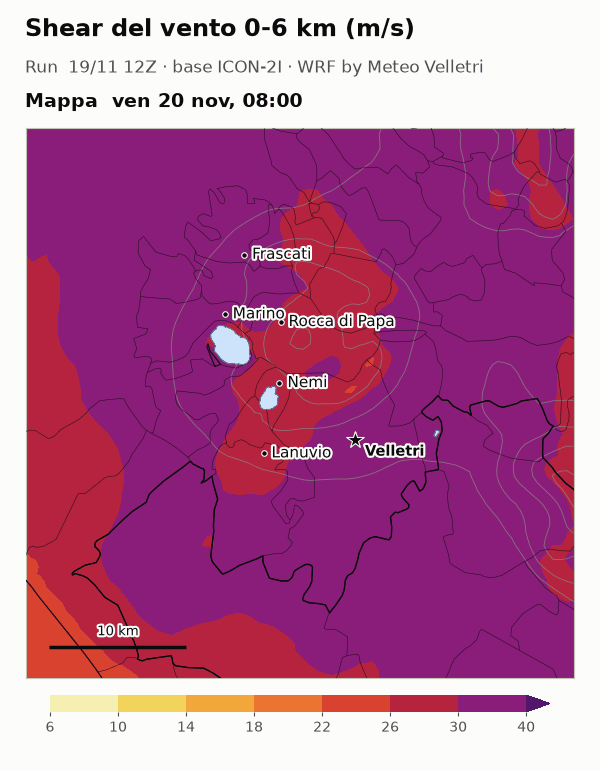 Shear del vento 0-6 km (m/s)
Run  19/11 12Z · base ICON-2I · WRF by Meteo Velletri
Mappa  ven 20 nov, 08:00
Frascati
Marino
Rocca di Papa
Nemi
Velletri
Lanuvio
10 km
6 10 14 18 22 26 30 40